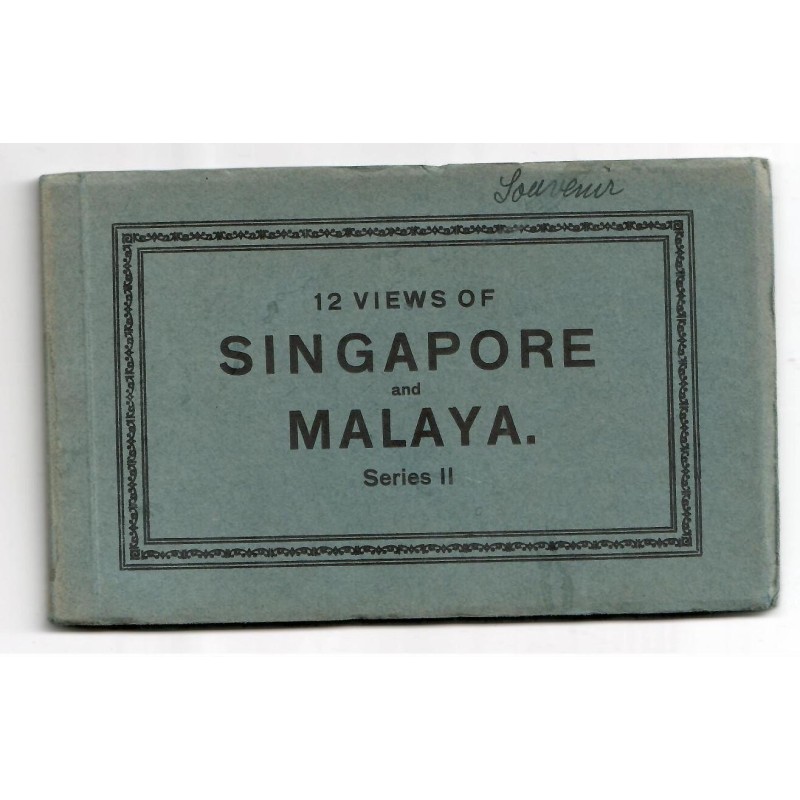 Souvenir
12 VIEWS OF
SINGAPORE
and
MALAYA.
Series II